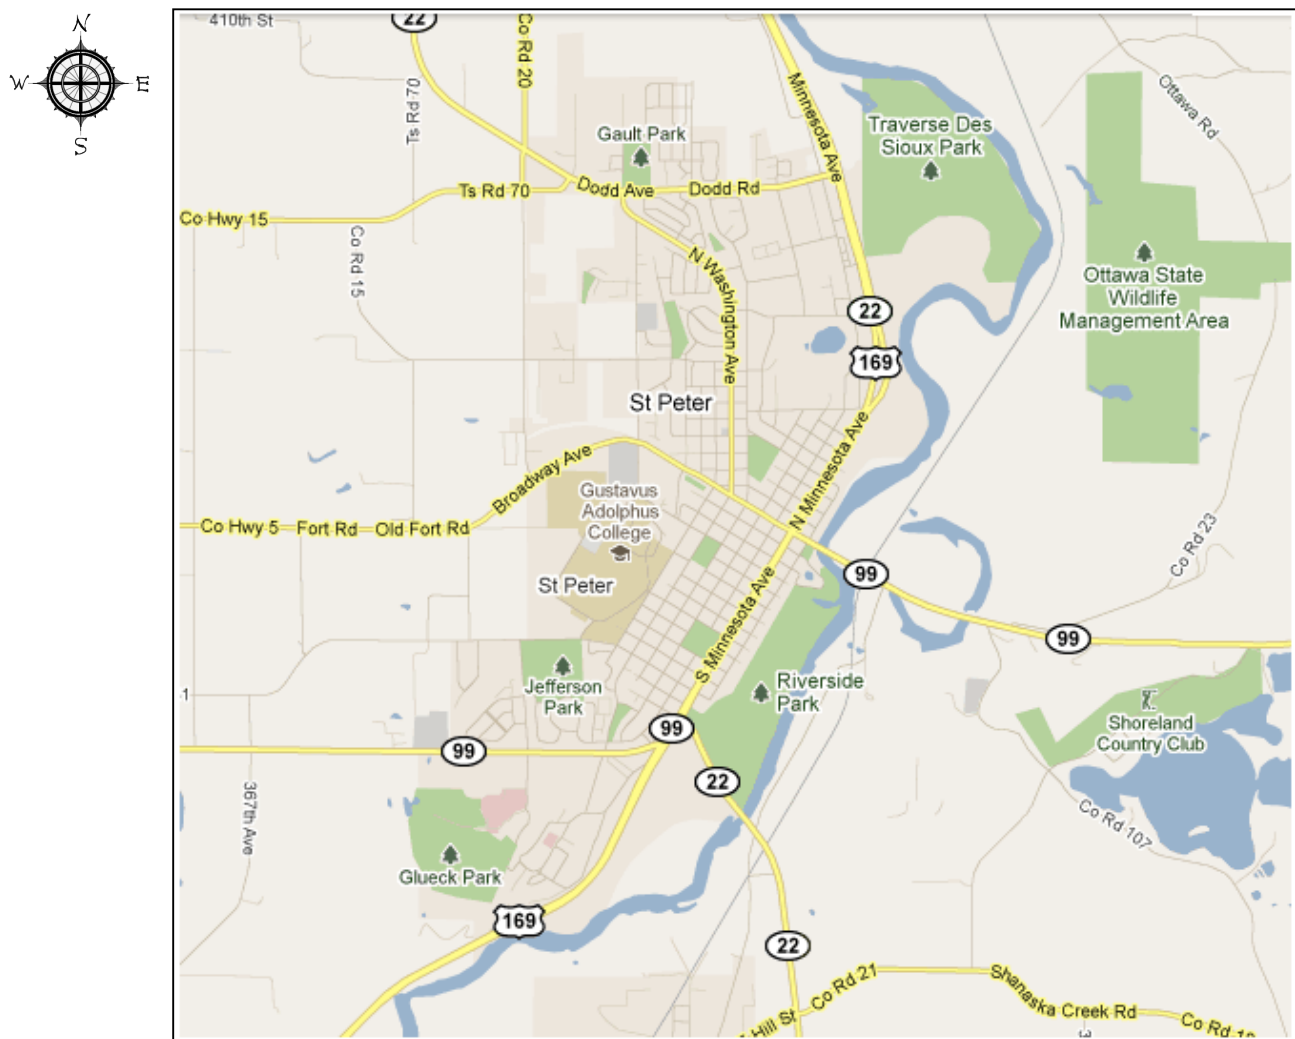 N
W
E
S
410th St
22
Co Rd 20
Ts Rd 70
Minnesota Ave
Ottawa Rd
Gault Park
Traverse Des
Sioux Park
Ts Rd 70
Dodd Ave
Dodd Rd
Co Hwy 15
Co Rd 15
N Washington Ave
Ottawa State
Wildlife
Management Area
22
169
St Peter
N Minnesota Ave
Broadway Ave
Gustavus
Adolphus
College
Co Hwy 5
Fort Rd
Old Fort Rd
Co Rd 23
99
St Peter
S Minnesota Ave
99
Jefferson
Park
Riverside
Park
1
Shoreland
Country Club
99
99
22
367th Ave
Co Rd 107
Glueck Park
169
22
Co Rd 21
Shanaska Creek Rd
Hill St
3